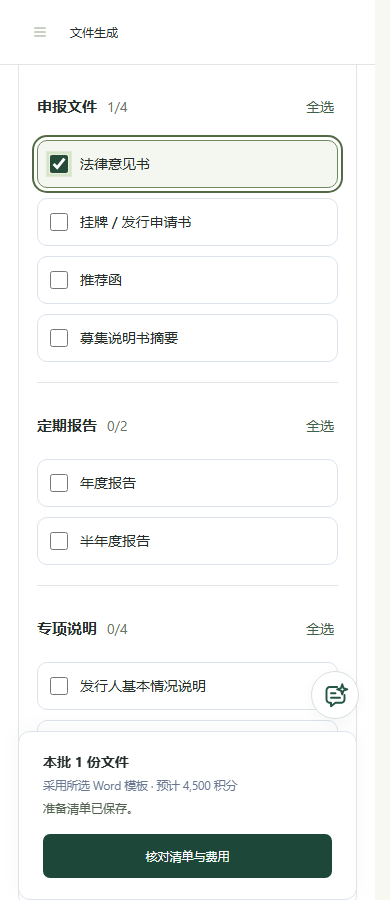 文件生成
申报文件 1/4 全选
法律意见书
挂牌 / 发行申请书
推荐函
募集说明书摘要
定期报告 0/2 全选
年度报告
半年度报告
专项说明 0/4 全选
发行人基本情况说明
本批 1 份文件
采用所选 Word 模板 · 预计 4,500 积分
准备清单已保存。
核对清单与费用